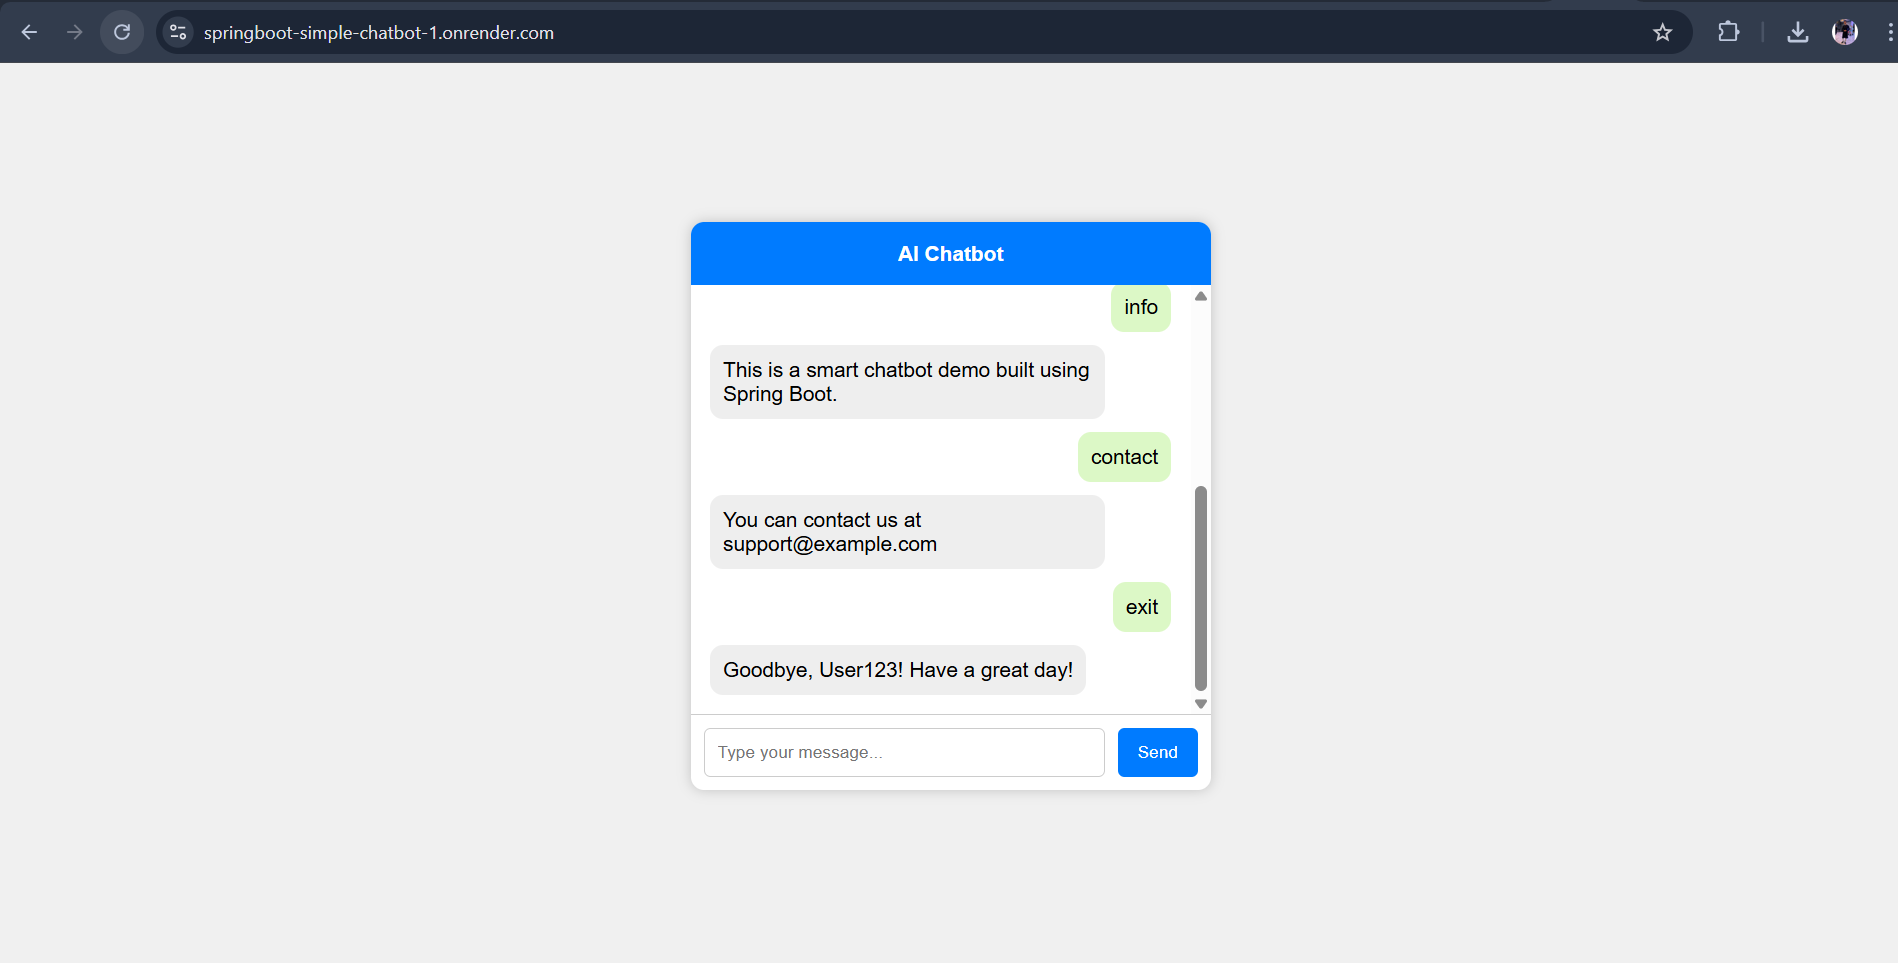 springboot-simple-chatbot-1.onrender.com
AI Chatbot
info
This is a smart chatbot demo built using
Spring Boot.
contact
You can contact us at
support@example.com
exit
Goodbye, User123! Have a great day!
Type your message...
Send